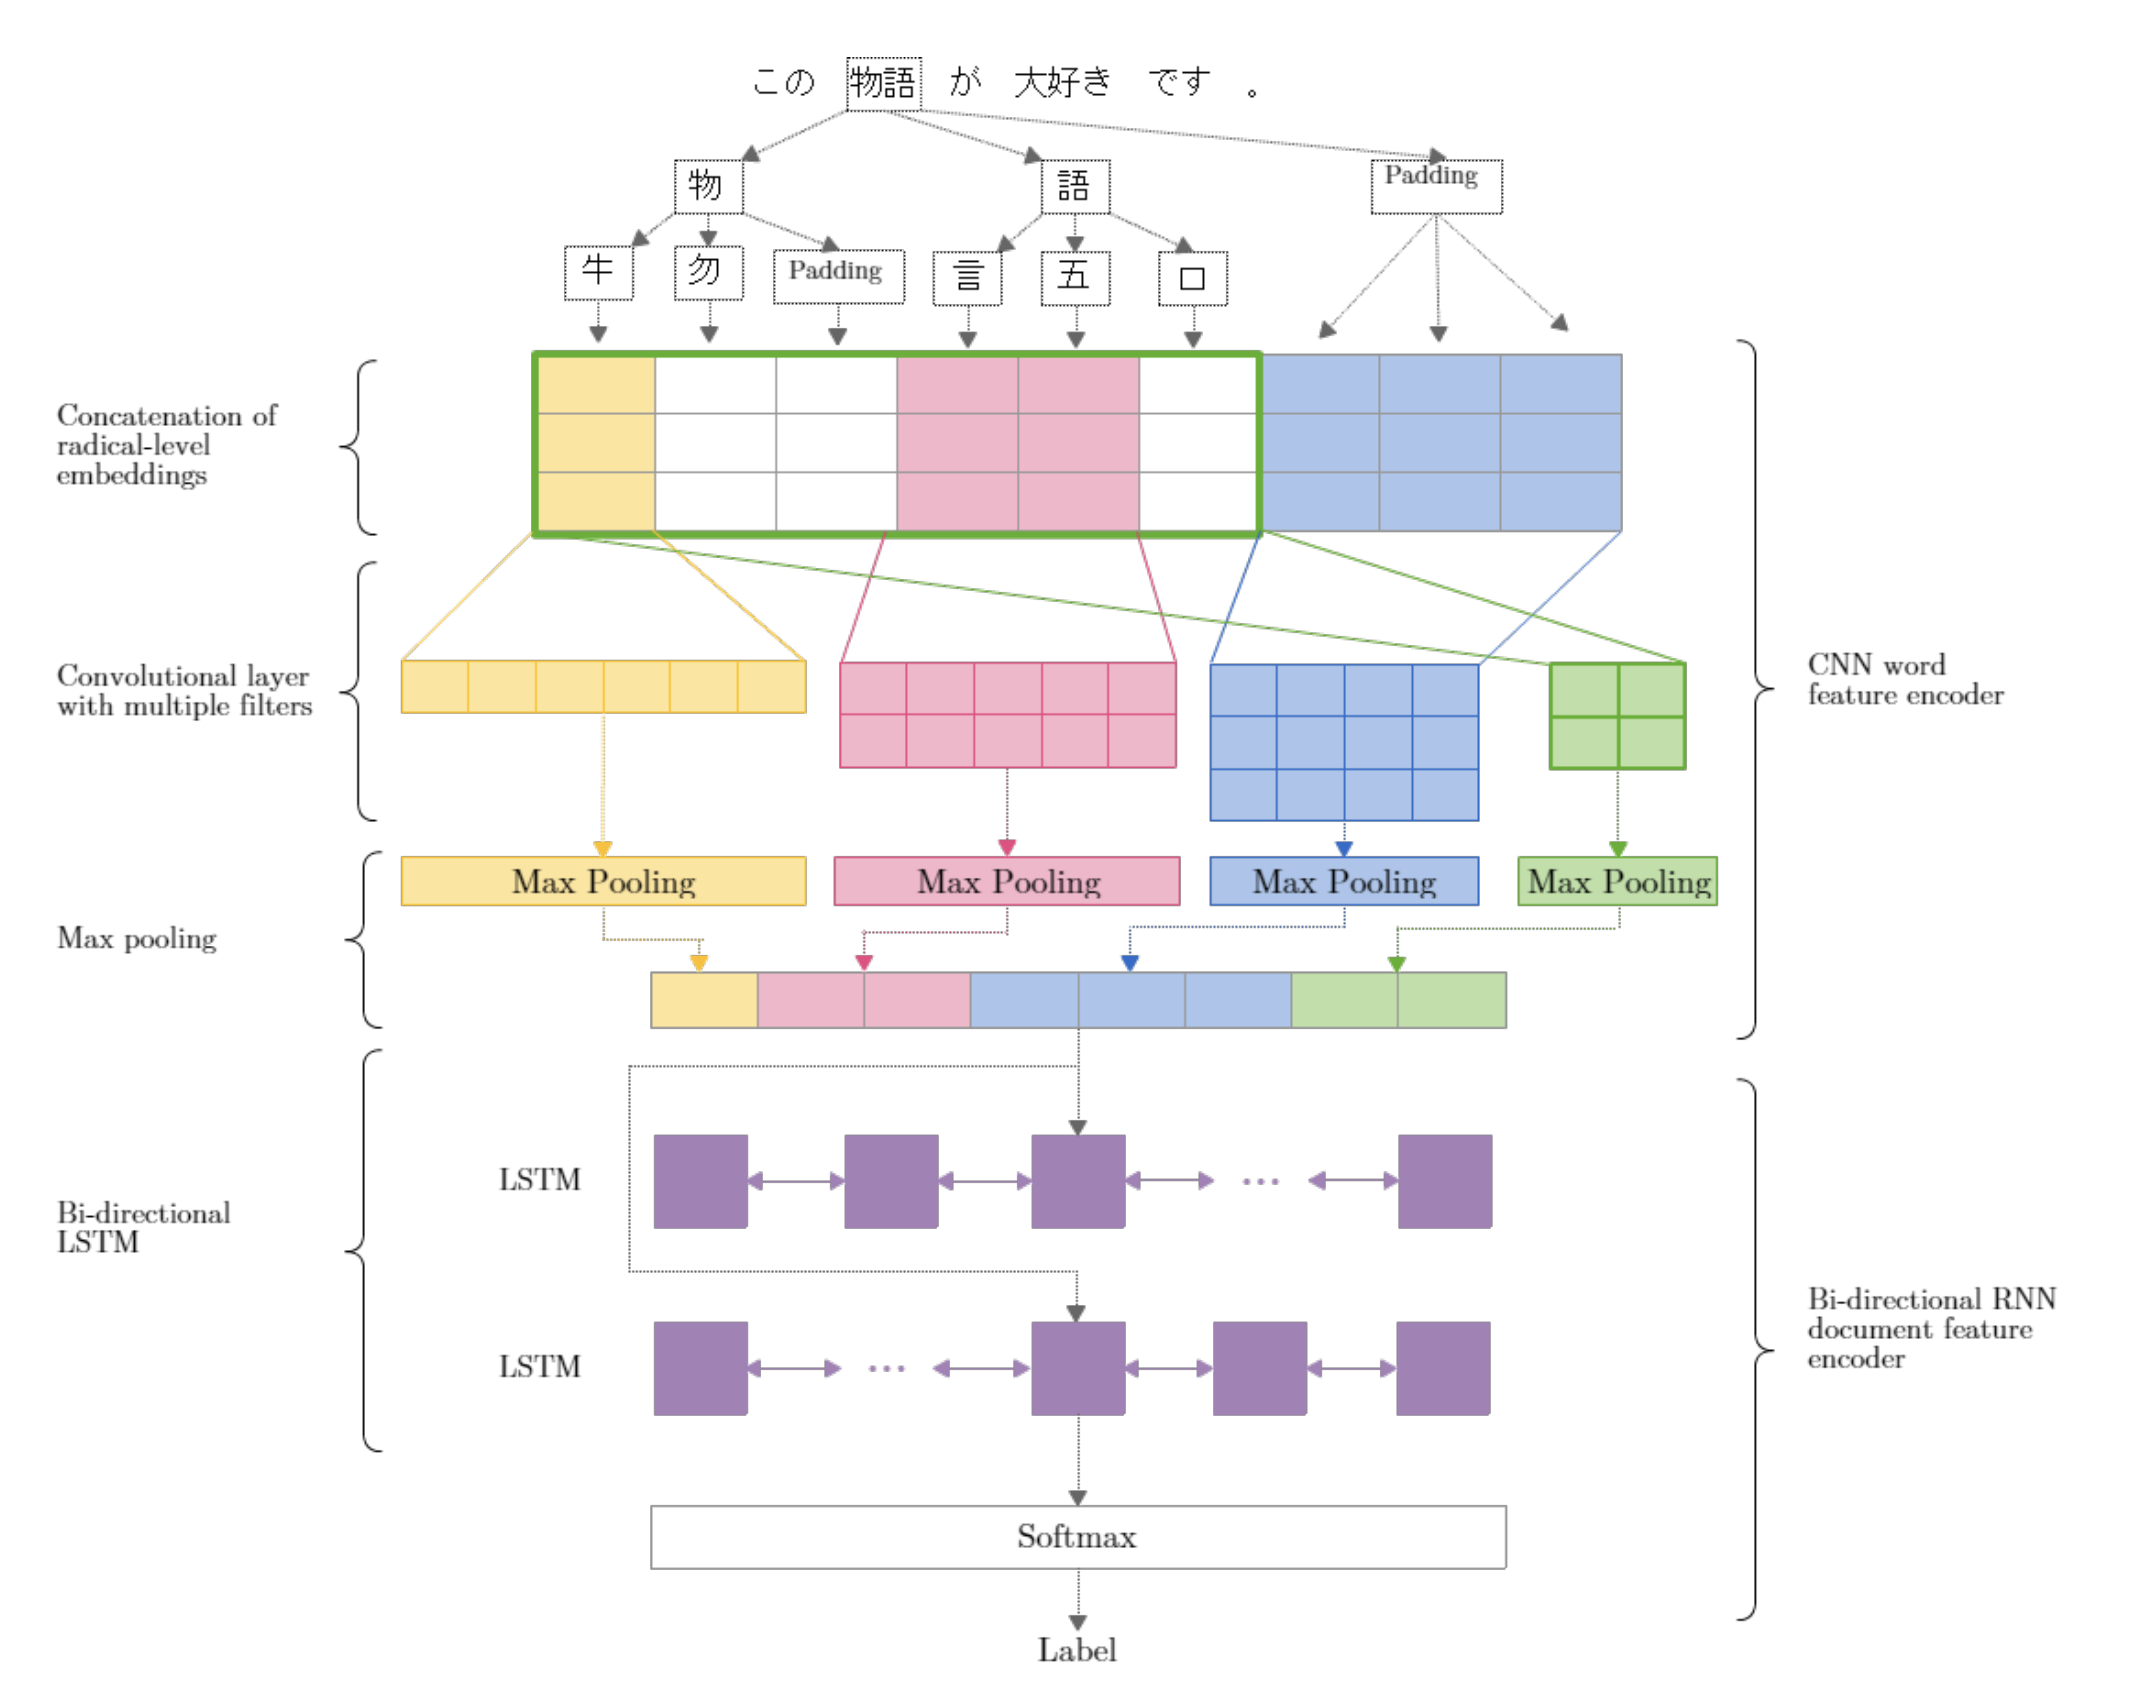 この 物語 が 大好き です 。
物 語 Padding
牛 勿 Padding 言 五 口
Concatenation of
radical-level
embeddings
Convolutional layer
with multiple filters
CNN word
feature encoder
Max Pooling Max Pooling Max Pooling Max Pooling
Max pooling
LSTM
Bi-directional
LSTM
LSTM
Bi-directional RNN
document feature
encoder
Softmax
Label